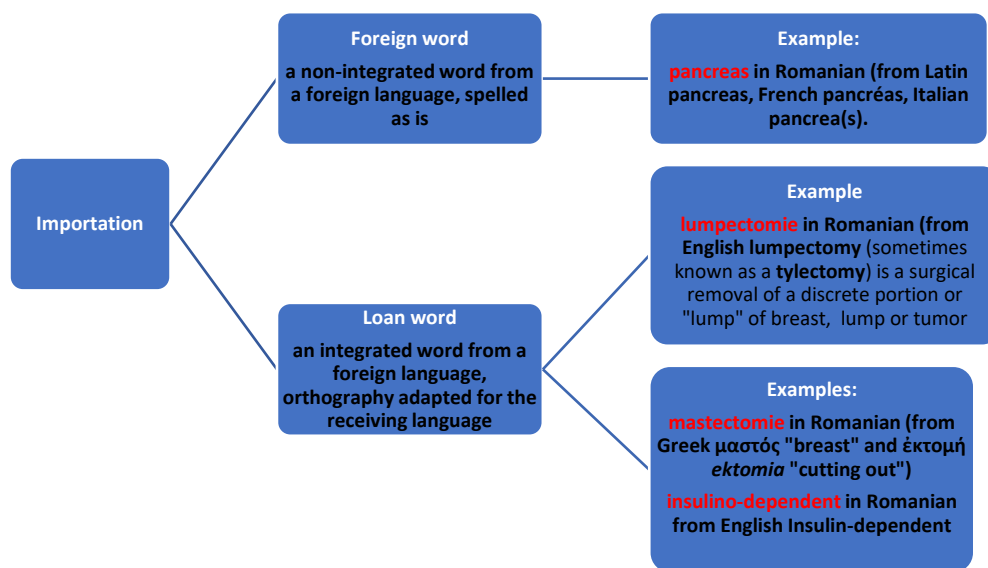 Importation
Foreign word
a non-integrated word from
a foreign language, spelled
as is
Example:
pancreas in Romanian (from Latin
pancreas, French pancréas, Italian
pancrea(s).
Loan word
an integrated word from a
foreign language,
orthography adapted for the
receiving language
Example
lumpectomie in Romanian (from
English lumpectomy (sometimes
known as a tylectomy) is a surgical
removal of a discrete portion or
"lump" of breast, lump or tumor
Examples:
mastectomie in Romanian (from
Greek μαστός "breast" and ἐκτομή
ektomia "cutting out")
insulino-dependent in Romanian
from English Insulin-dependent